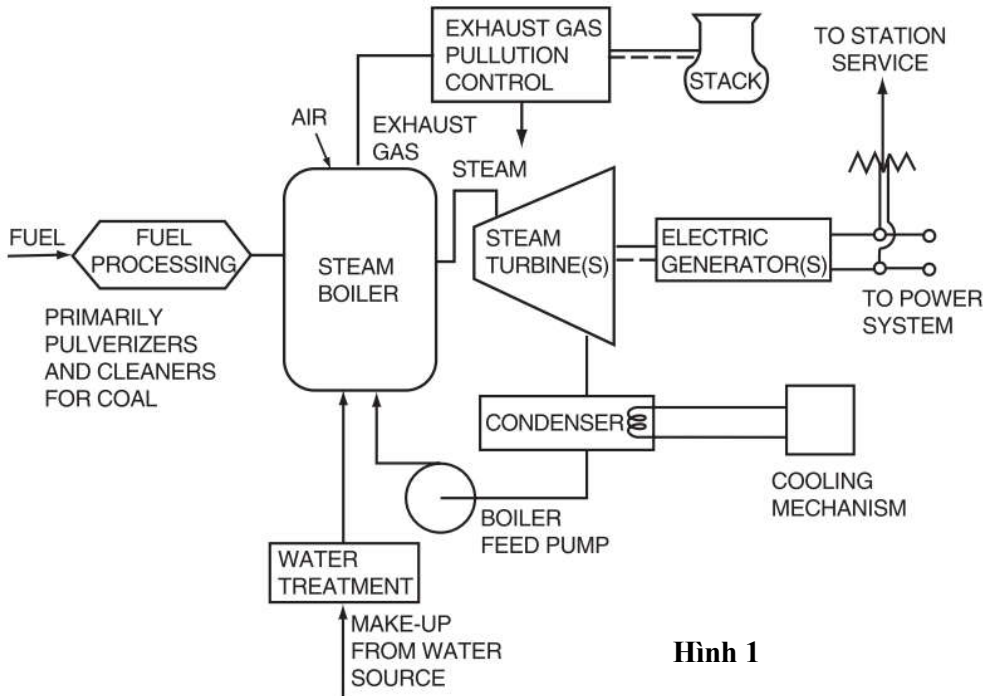 EXHAUST GAS
PULLUTION
CONTROL
STACK
TO STATION
SERVICE
AIR
EXHAUST
GAS
STEAM
FUEL
FUEL
PROCESSING
STEAM
BOILER
STEAM
TURBINE(S)
ELECTRIC
GENERATOR(S)
TO POWER
SYSTEM
PRIMARILY
PULVERIZERS
AND CLEANERS
FOR COAL
CONDENSER
COOLING
MECHANISM
BOILER
FEED PUMP
WATER
TREATMENT
MAKE-UP
FROM WATER
SOURCE
Hình 1